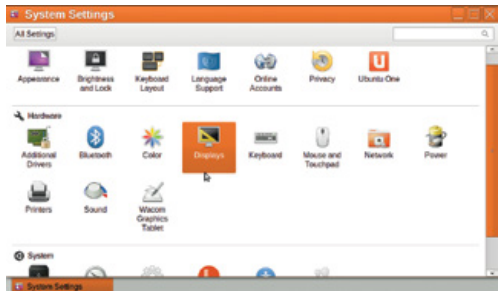 System Settings
All Settings
Appearance
Brightness and Lock
Keyboard Layout
Language Support
Online Accounts
Privacy
Ubuntu One
Hardware
Additional Drivers
Bluetooth
Color
Displays
Keyboard
Mouse and Touchpad
Network
Power
Printers
Sound
Wacom Graphics Tablet
System
System Settings